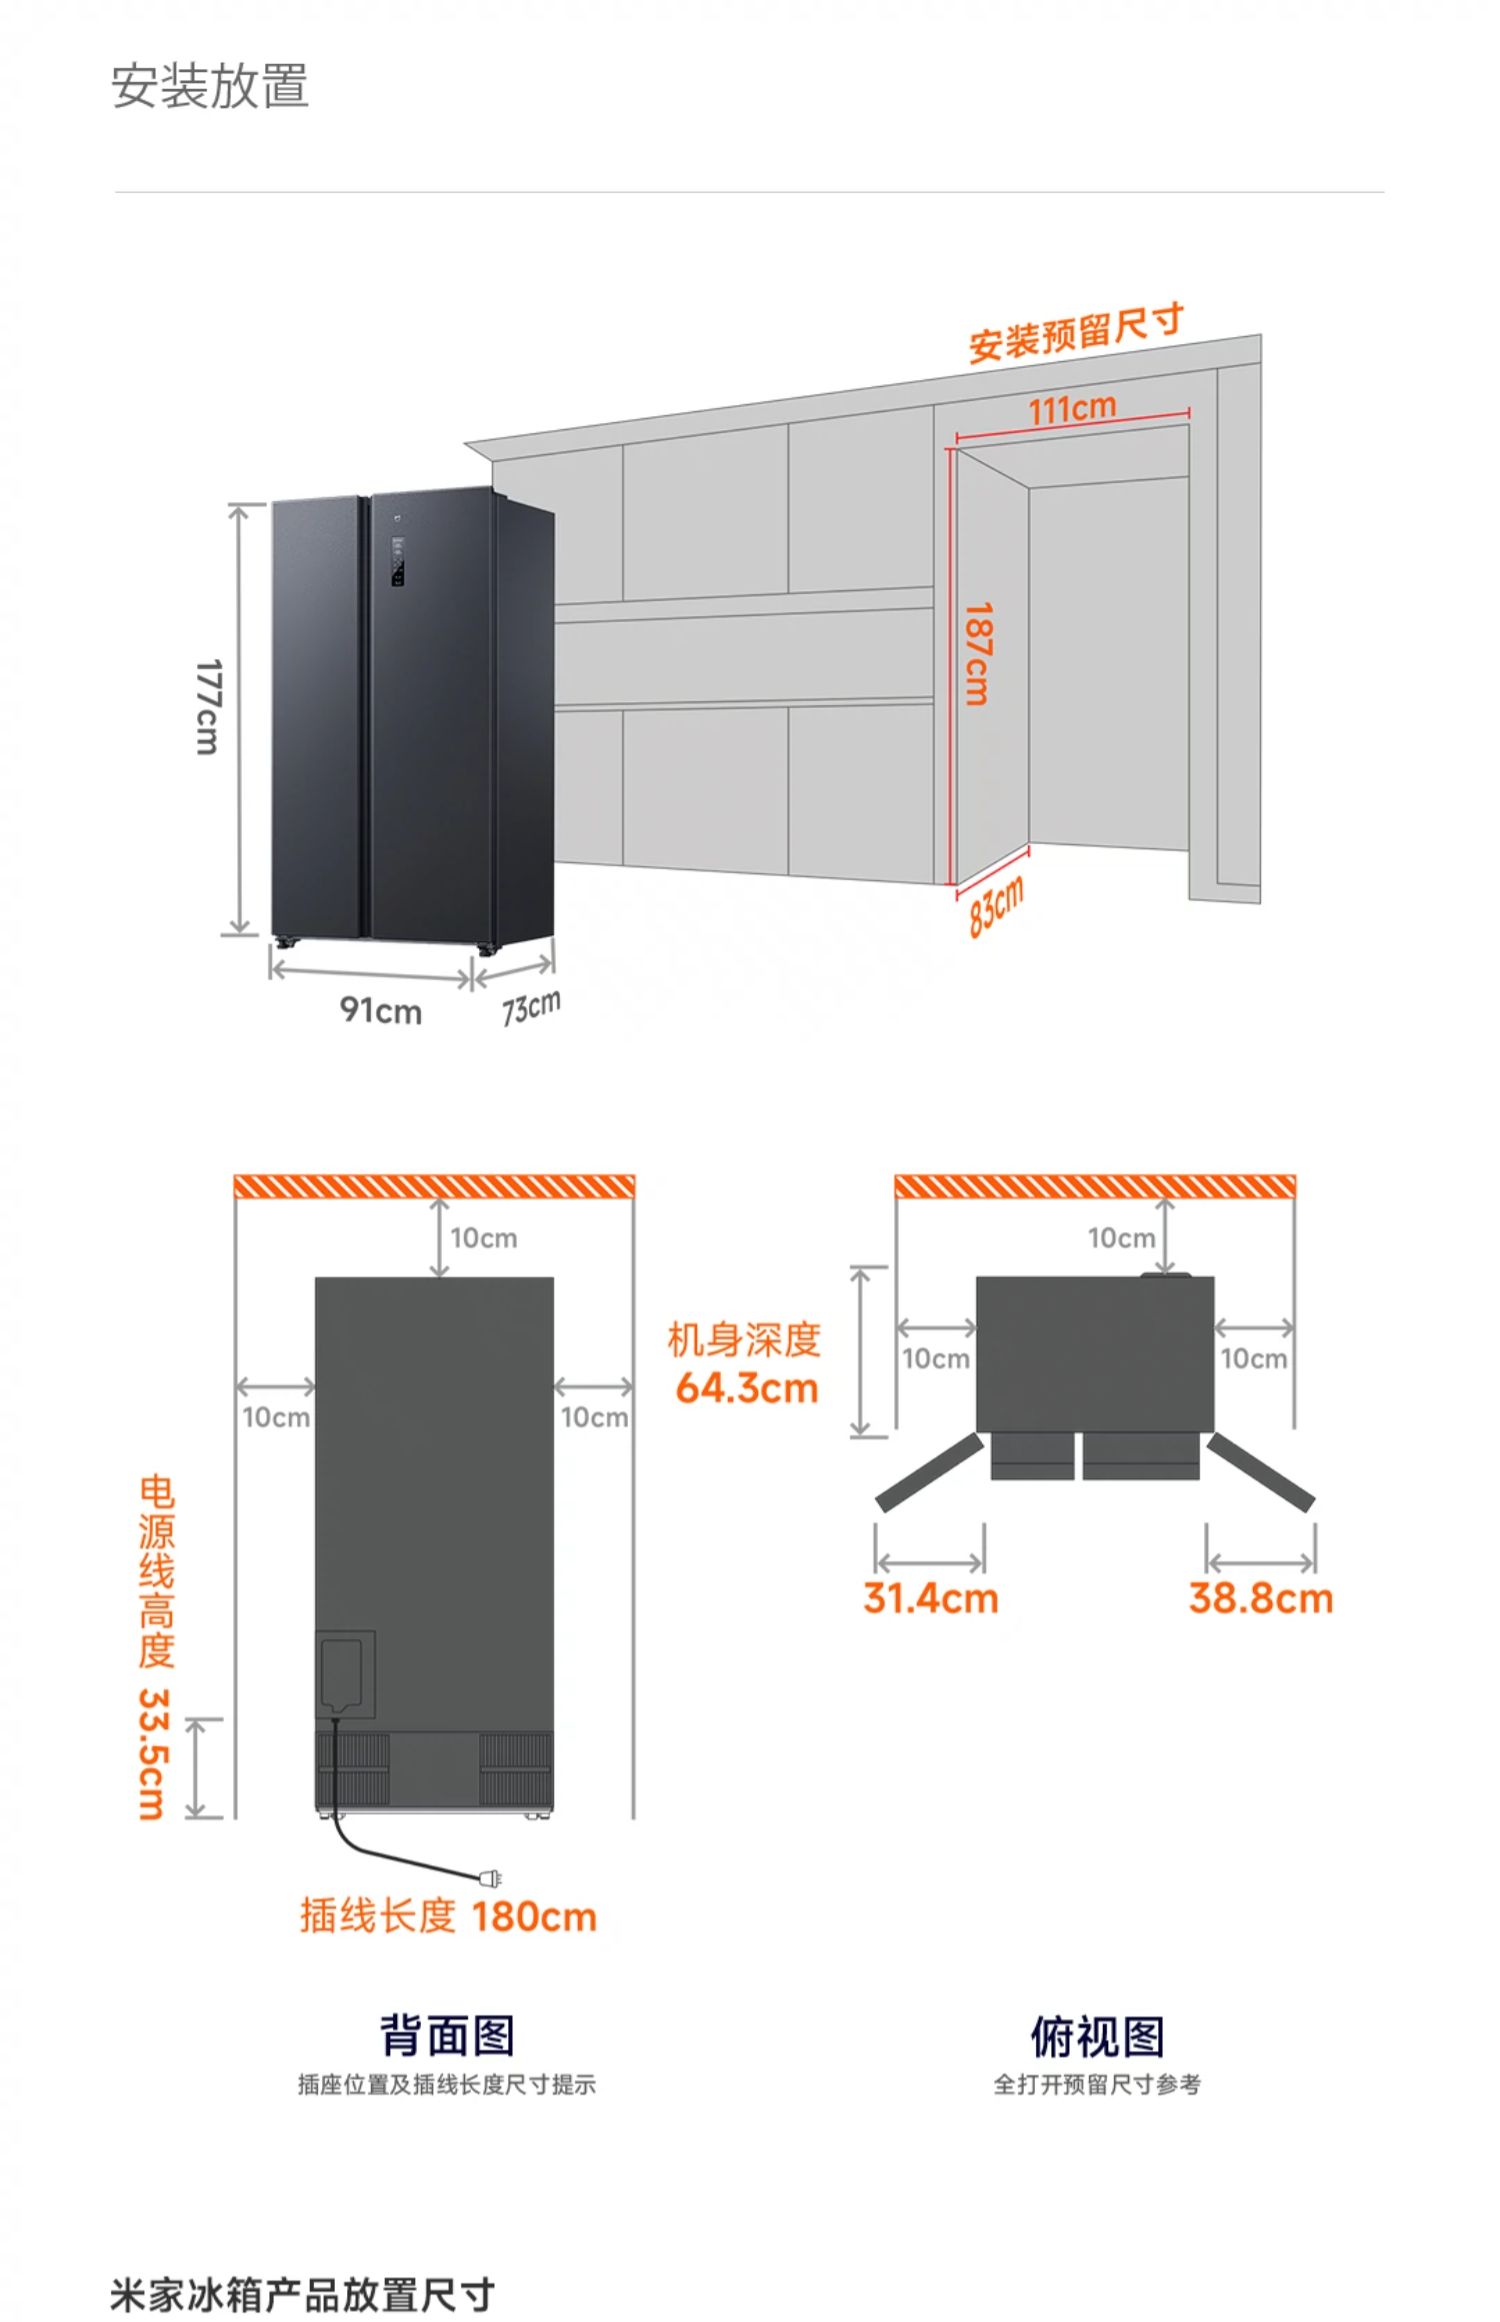 安装放置
安装预留尺寸
111cm
187cm
83cm
177cm
91cm
73cm
10cm
10cm
10cm
电源线高度 33.5cm
插线长度 180cm
10cm
机身深度
64.3cm
10cm
10cm
31.4cm
38.8cm
背面图
插座位置及插线长度尺寸提示
俯视图
全打开预留尺寸参考
米家冰箱产品放置尺寸